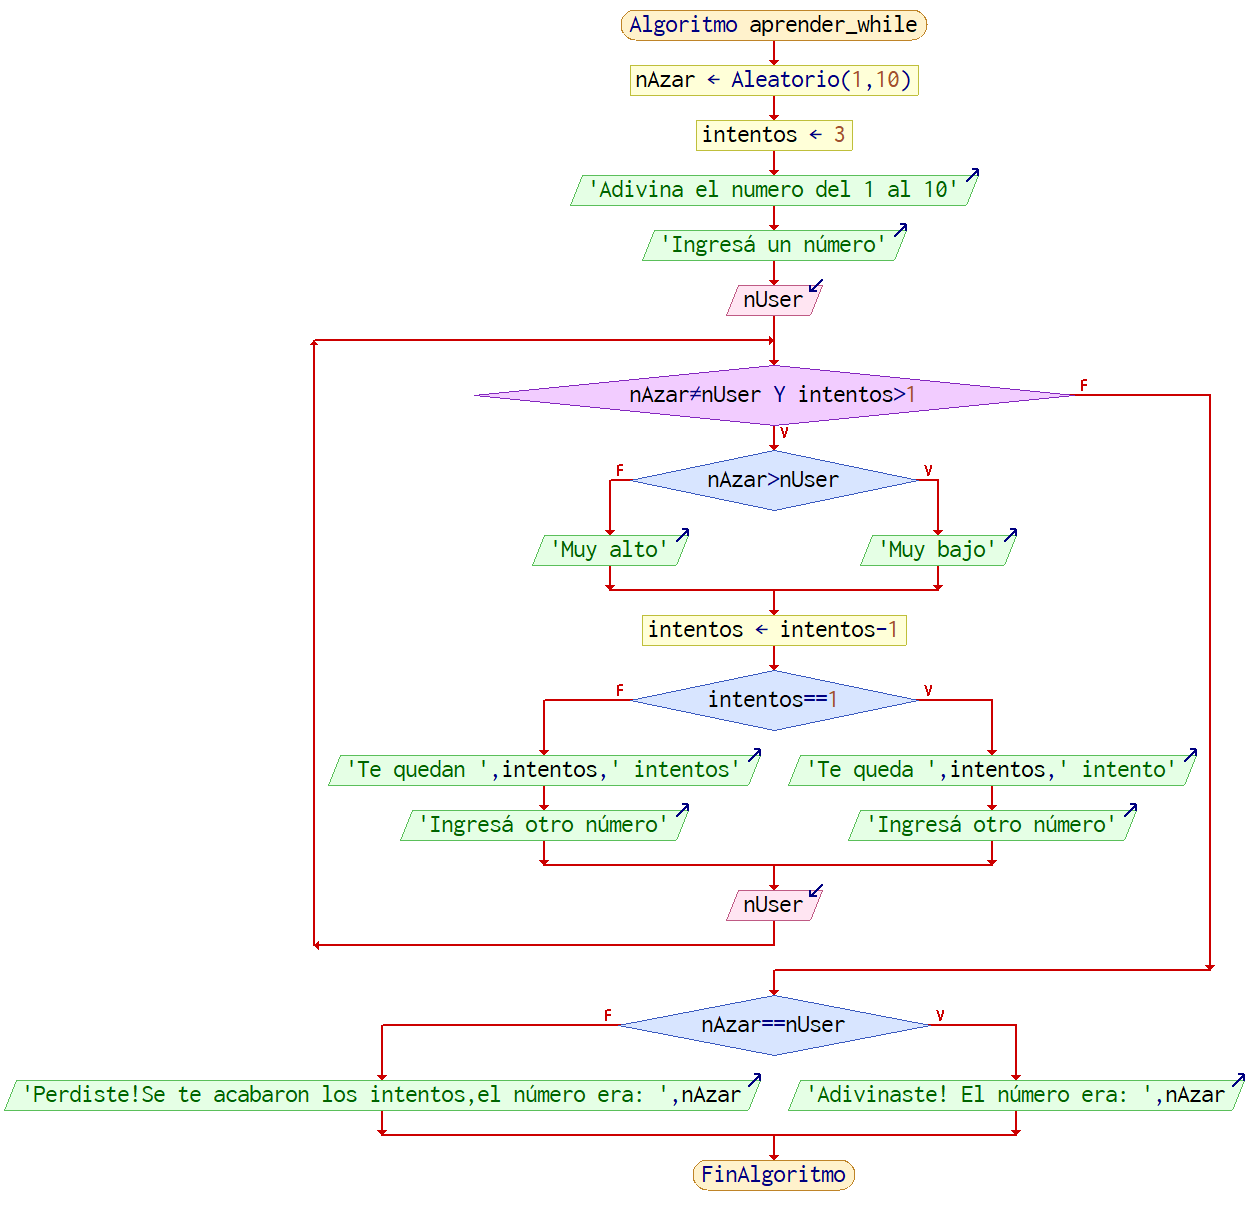 Algoritmo aprender_while
nAzar ← Aleatorio(1,10)
intentos ← 3
'Adivina el numero del 1 al 10'
'Ingresá un número'
nUser
nAzar≠nUser Y intentos>1
F
V
nAzar>nUser
F
V
'Muy alto'
'Muy bajo'
intentos ← intentos-1
intentos==1
F
V
'Te quedan ',intentos,' intentos'
'Te queda ',intentos,' intento'
'Ingresá otro número'
'Ingresá otro número'
nUser
nAzar==nUser
F
V
'Perdiste!Se te acabaron los intentos,el número era: ',nAzar
'Adivinaste! El número era: ',nAzar
FinAlgoritmo